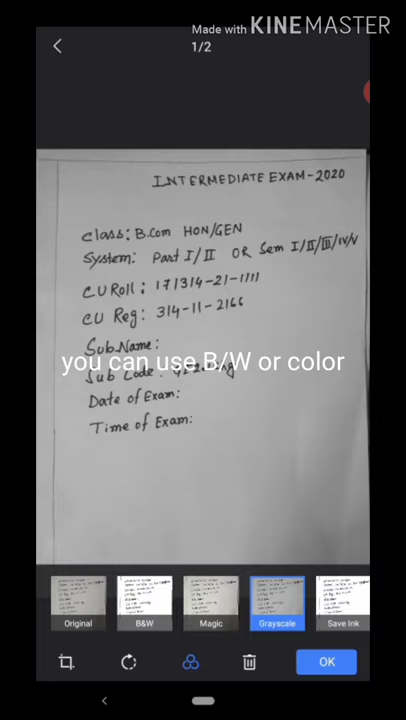 Made with KINEMASTER
1/2
INTERMEDIATE EXAM-2020
Class: B.Com HON/GEN
System: Part I/II OR Sem I/II/III/IV/V
CU Roll: 171314-21-1111
CU Reg: 314-11-2166
Sub.Name:
you can use B/W or color
Sub Code:
Date of Exam:
Time of Exam:
Original B&W Magic Grayscale Save Ink
OK